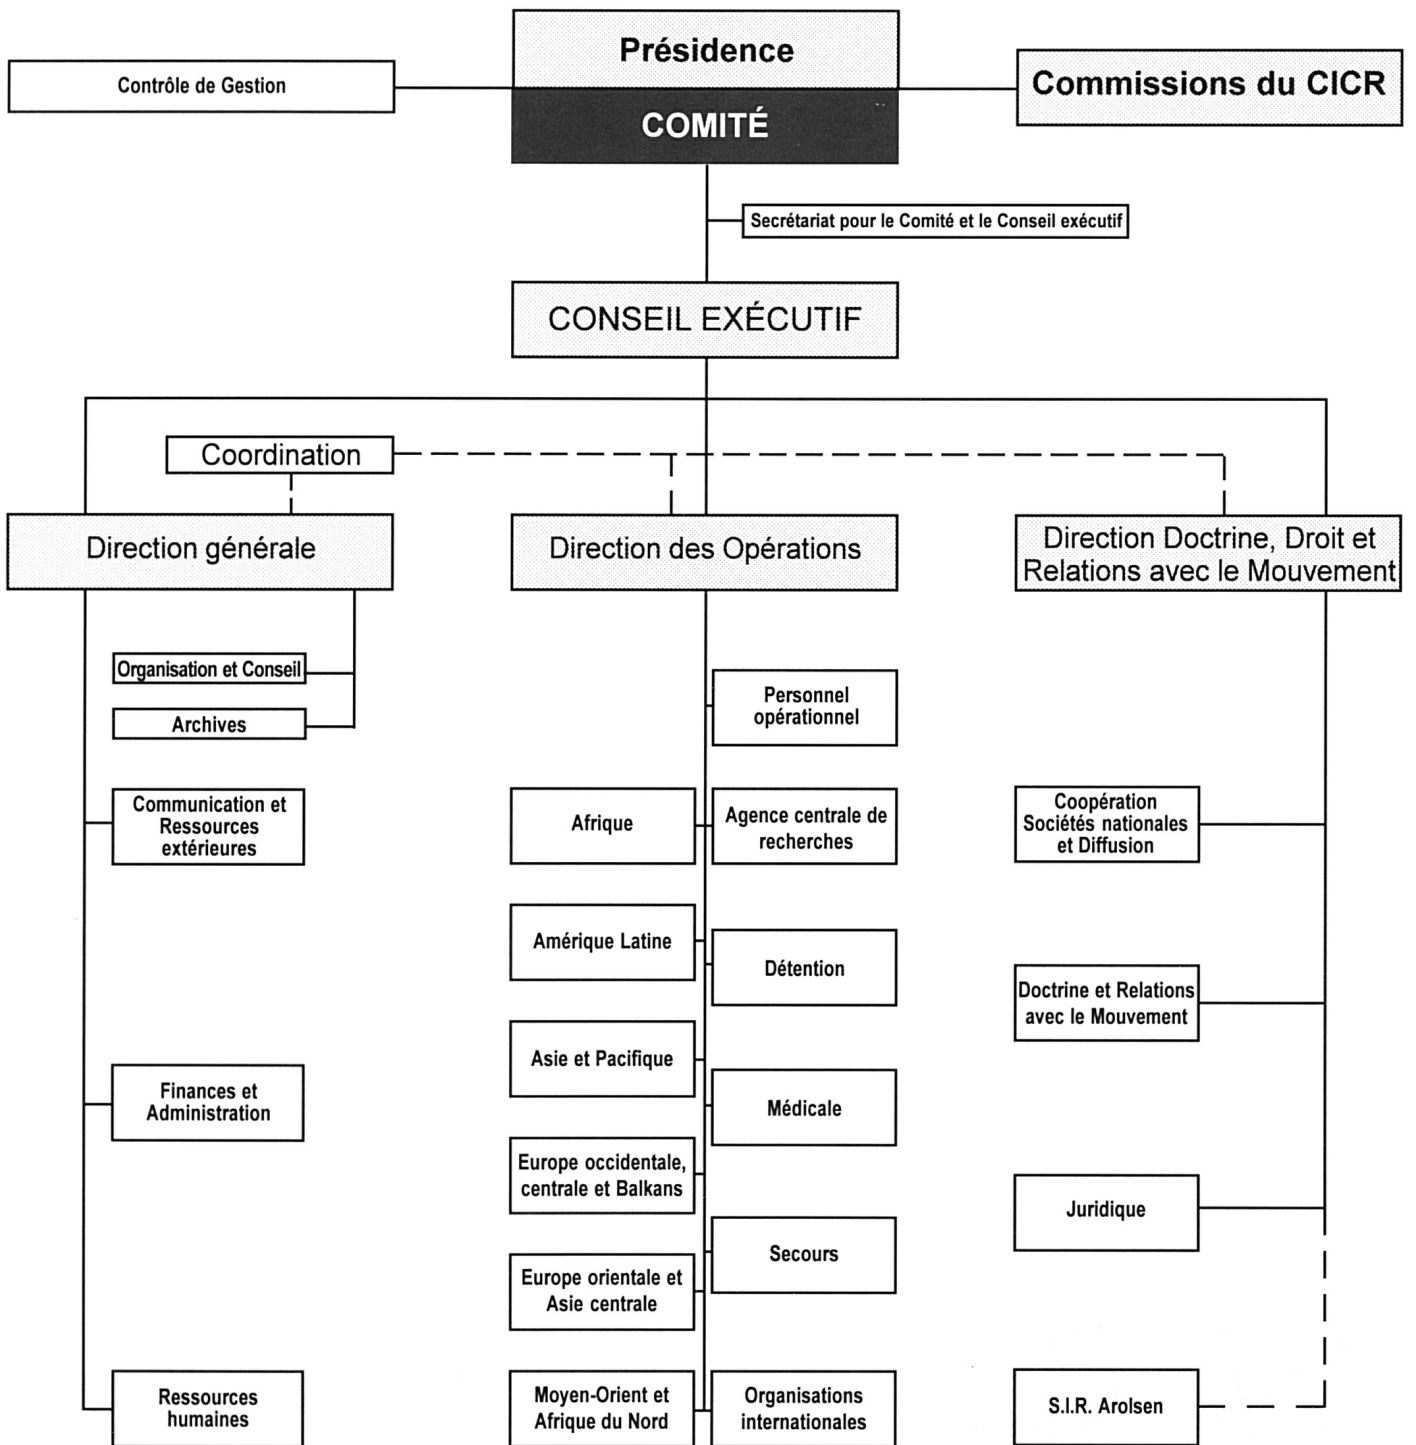 Présidence
Contrôle de Gestion
Commissions du CICR
COMITÉ
Secrétariat pour le Comité et le Conseil exécutif
CONSEIL EXÉCUTIF
Coordination
Direction générale
Direction des Opérations
Direction Doctrine, Droit et
Relations avec le Mouvement
Organisation et Conseil
Archives
Communication et
Ressources
extérieures
Finances et
Administration
Ressources
humaines
Personnel
opérationnel
Afrique
Agence centrale de
recherches
Amérique Latine
Détention
Asie et Pacifique
Médicale
Europe occidentale,
centrale et Balkans
Secours
Europe orientale et
Asie centrale
Moyen-Orient et
Afrique du Nord
Organisations
internationales
Coopération
Sociétés nationales
et Diffusion
Doctrine et Relations
avec le Mouvement
Juridique
S.I.R. Arolsen